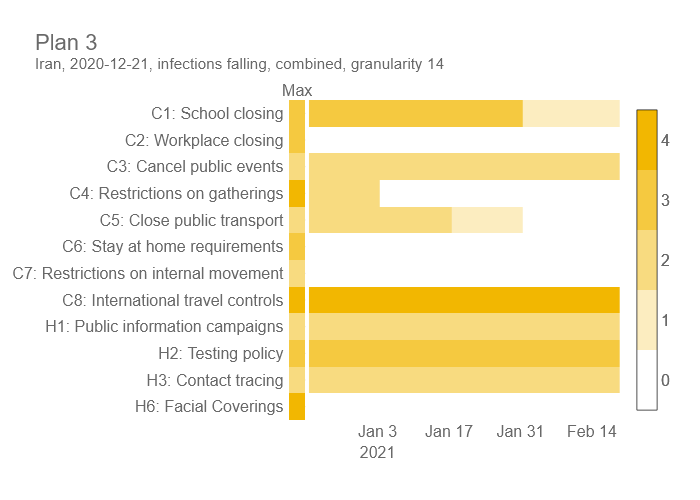 Plan 3
Iran, 2020-12-21, infections falling, combined, granularity 14
Max
C1: School closing
C2: Workplace closing
C3: Cancel public events
C4: Restrictions on gatherings
C5: Close public transport
C6: Stay at home requirements
C7: Restrictions on internal movement
C8: International travel controls
H1: Public information campaigns
H2: Testing policy
H3: Contact tracing
H6: Facial Coverings
4
3
2
1
0
Jan 3 Jan 17 Jan 31 Feb 14
2021